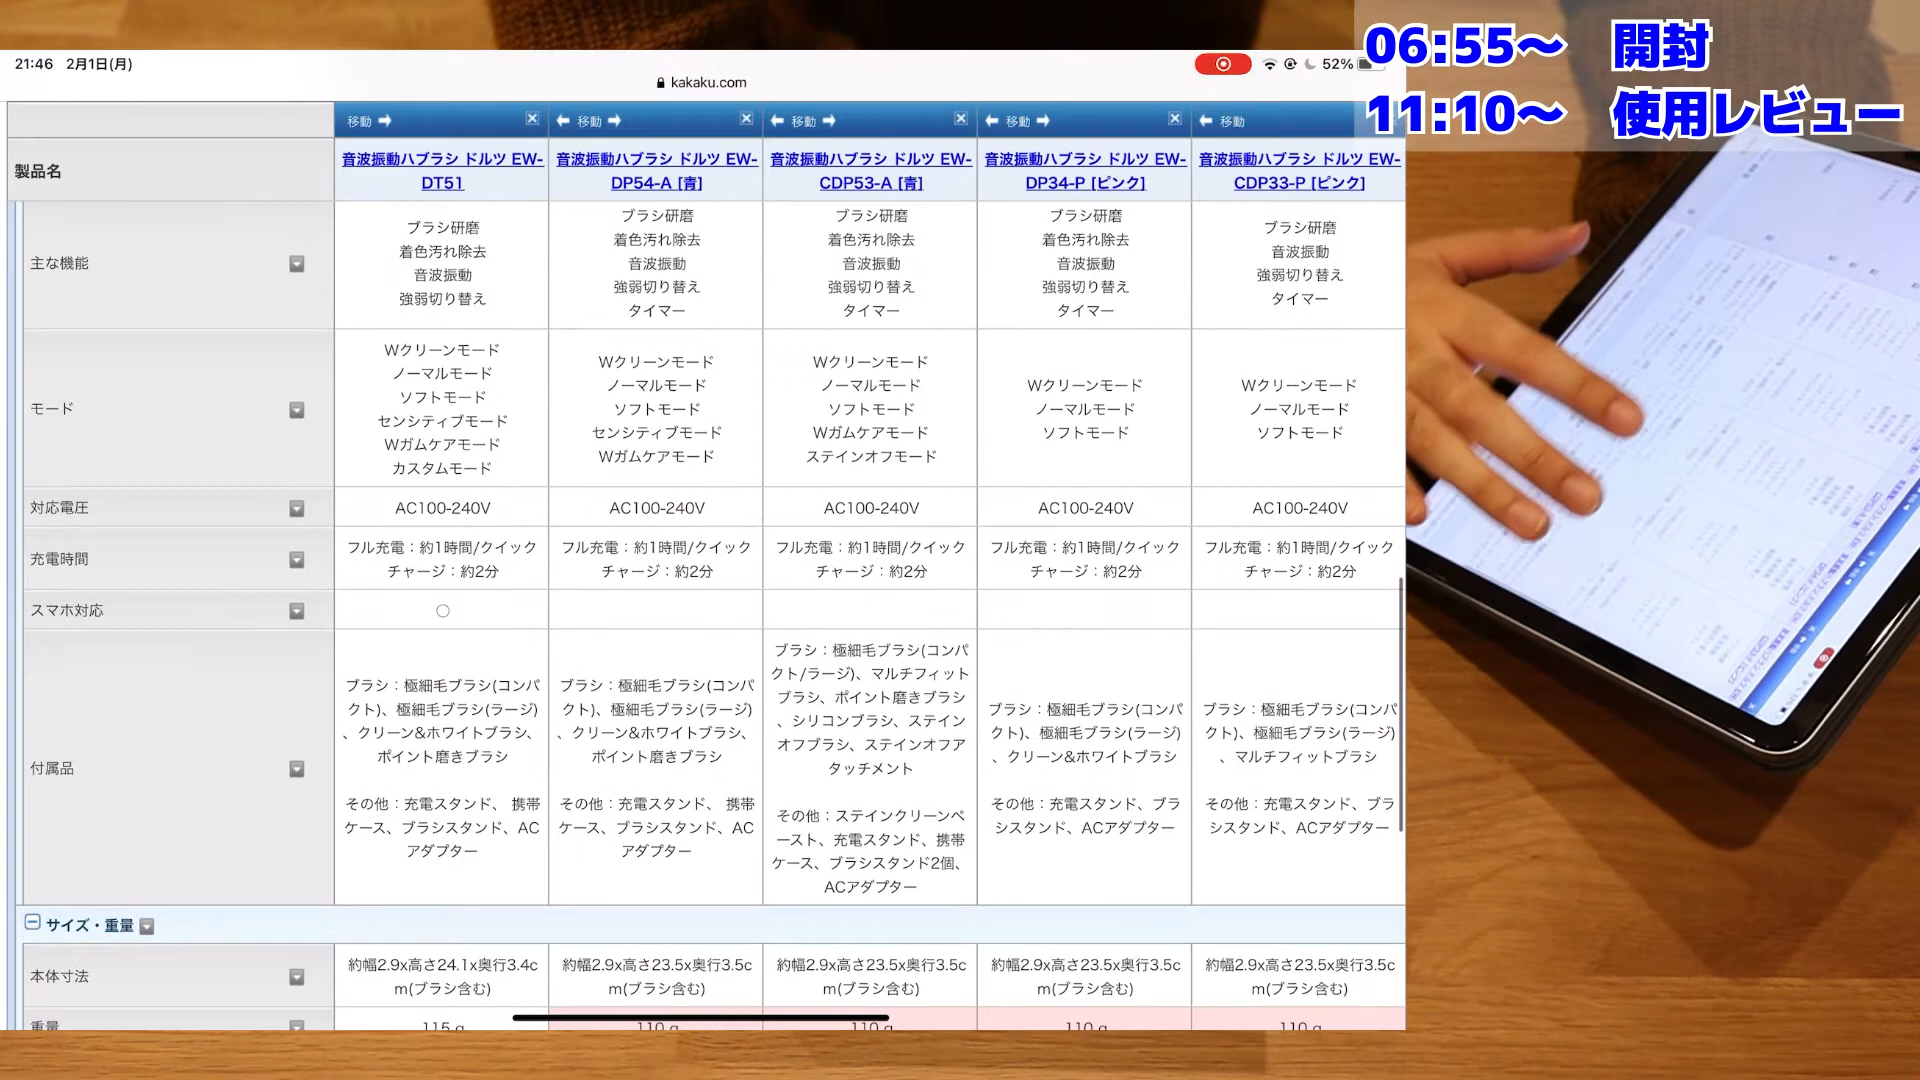 06:55～ 開封
11:10～ 使用レビュー
21:46 2月1日(月)
52%
kakaku.com
移動
移動
移動
移動
移動
製品名
音波振動ハブラシ ドルツ EW-
DT51
音波振動ハブラシ ドルツ EW-
DP54-A [青]
音波振動ハブラシ ドルツ EW-
CDP53-A [青]
音波振動ハブラシ ドルツ EW-
DP34-P [ピンク]
音波振動ハブラシ ドルツ EW-
CDP33-P [ピンク]
主な機能
ブラシ研磨
着色汚れ除去
音波振動
強弱切り替え
ブラシ研磨
着色汚れ除去
音波振動
強弱切り替え
タイマー
ブラシ研磨
着色汚れ除去
音波振動
強弱切り替え
タイマー
ブラシ研磨
着色汚れ除去
音波振動
強弱切り替え
タイマー
ブラシ研磨
音波振動
強弱切り替え
タイマー
モード
Wクリーンモード
ノーマルモード
ソフトモード
センシティブモード
Wガムケアモード
カスタムモード
Wクリーンモード
ノーマルモード
ソフトモード
センシティブモード
Wガムケアモード
Wクリーンモード
ノーマルモード
ソフトモード
Wガムケアモード
ステインオフモード
Wクリーンモード
ノーマルモード
ソフトモード
Wクリーンモード
ノーマルモード
ソフトモード
対応電圧
AC100-240V
AC100-240V
AC100-240V
AC100-240V
AC100-240V
充電時間
フル充電：約1時間/クイック
チャージ：約2分
フル充電：約1時間/クイック
チャージ：約2分
フル充電：約1時間/クイック
チャージ：約2分
フル充電：約1時間/クイック
チャージ：約2分
フル充電：約1時間/クイック
チャージ：約2分
スマホ対応
○
付属品
ブラシ：極細毛ブラシ(コンパ
クト)、極細毛ブラシ(ラージ)
、クリーン&ホワイトブラシ、
ポイント磨きブラシ
その他：充電スタンド、 携帯
ケース、ブラシスタンド、AC
アダプター
ブラシ：極細毛ブラシ(コンパ
クト)、極細毛ブラシ(ラージ)
、クリーン&ホワイトブラシ、
ポイント磨きブラシ
その他：充電スタンド、 携帯
ケース、ブラシスタンド、AC
アダプター
ブラシ：極細毛ブラシ(コンパ
クト/ラージ)、マルチフィット
ブラシ、ポイント磨きブラシ
、シリコンブラシ、ステイン
オフブラシ、ステインオフア
タッチメント
その他：ステインクリーンペ
ースト、充電スタンド、携帯
ケース、ブラシスタンド2個、
ACアダプター
ブラシ：極細毛ブラシ(コンパ
クト)、極細毛ブラシ(ラージ)
、クリーン&ホワイトブラシ
その他：充電スタンド、ブラ
シスタンド、ACアダプター
ブラシ：極細毛ブラシ(コンパ
クト)、極細毛ブラシ(ラージ)
、マルチフィットブラシ
その他：充電スタンド、ブラ
シスタンド、ACアダプター
サイズ・重量
本体寸法
約幅2.9x高さ24.1x奥行3.4c
m(ブラシ含む)
約幅2.9x高さ23.5x奥行3.5c
m(ブラシ含む)
約幅2.9x高さ23.5x奥行3.5c
m(ブラシ含む)
約幅2.9x高さ23.5x奥行3.5c
m(ブラシ含む)
約幅2.9x高さ23.5x奥行3.5c
m(ブラシ含む)
重量
115 g
110 g
110 g
110 g
110 g